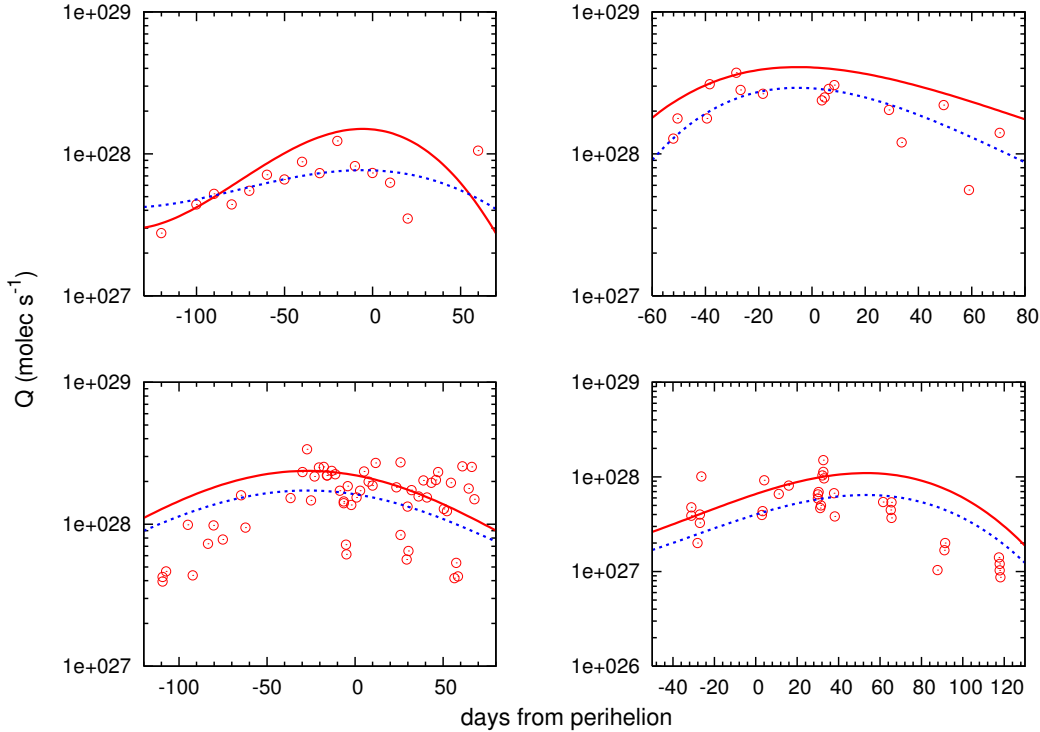 1e+029
1e+028
1e+027
-100 -50 0 50
1e+029
1e+028
1e+027
-60 -40 -20 0 20 40 60 80
Q (molec s⁻¹)
1e+029
1e+028
1e+027
-100 -50 0 50
1e+029
1e+028
1e+027
1e+026
-40 -20 0 20 40 60 80 100 120
days from perihelion